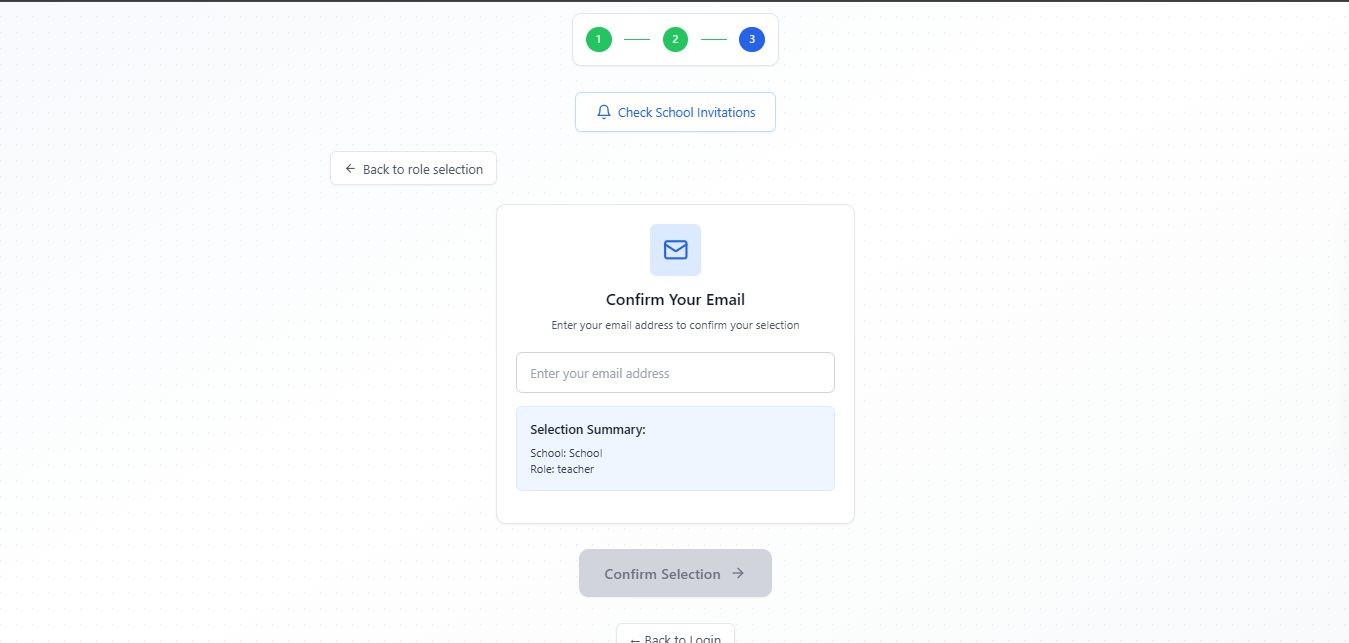 1 2 3
Check School Invitations
← Back to role selection
Confirm Your Email
Enter your email address to confirm your selection
Enter your email address
Selection Summary:
School: School
Role: teacher
Confirm Selection →
← Back to Login